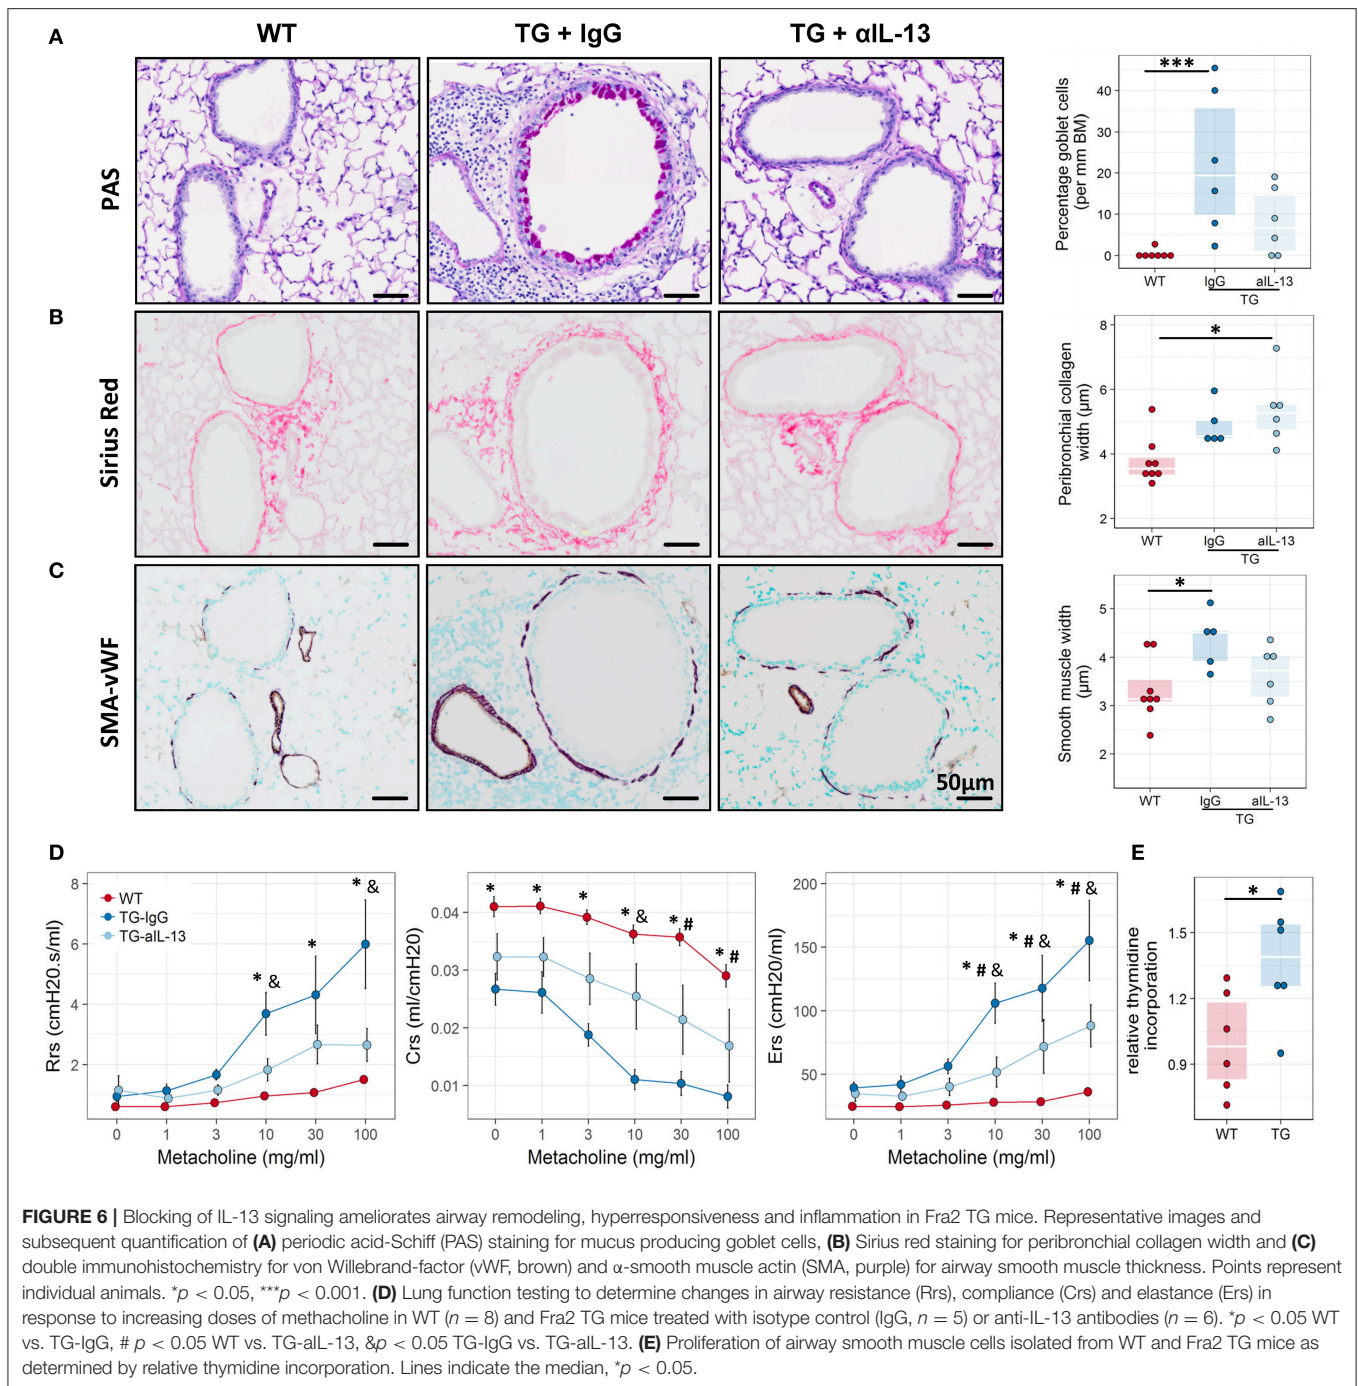 A
WT
TG + IgG
TG + αIL-13
PAS
Percentage goblet cells
(per mm BM)
40
30
20
10
0
***
WT
IgG
aIL-13
TG
B
Sirius Red
Peribronchial collagen
width (µm)
8
6
4
2
*
WT
IgG
aIL-13
TG
C
SMA-vWF
50µm
Smooth muscle width
(µm)
5
4
3
2
*
WT
IgG
aIL-13
TG
D
Rrs (cmH20.s/ml)
8
6
4
2
WT
TG-IgG
TG-aIL-13
* &
*
* &
0 1 3 10 30 100
Metacholine (mg/ml)
Crs (ml/cmH20)
0.04
0.03
0.02
0.01
*
*
*
* &
* #
* #
0 1 3 10 30 100
Metacholine (mg/ml)
Ers (cmH20/ml)
200
150
100
50
* # &
* # &
* # &
0 1 3 10 30 100
Metacholine (mg/ml)
E
relative thymidine
incorporation
1.5
1.2
0.9
*
WT
TG
FIGURE 6 | Blocking of IL-13 signaling ameliorates airway remodeling, hyperresponsiveness and inflammation in Fra2 TG mice. Representative images and
subsequent quantification of (A) periodic acid-Schiff (PAS) staining for mucus producing goblet cells, (B) Sirius red staining for peribronchial collagen width and (C)
double immunohistochemistry for von Willebrand-factor (vWF, brown) and α-smooth muscle actin (SMA, purple) for airway smooth muscle thickness. Points represent
individual animals. *p < 0.05, ***p < 0.001. (D) Lung function testing to determine changes in airway resistance (Rrs), compliance (Crs) and elastance (Ers) in
response to increasing doses of methacholine in WT (n = 8) and Fra2 TG mice treated with isotype control (IgG, n = 5) or anti-IL-13 antibodies (n = 6). *p < 0.05 WT
vs. TG-IgG, # p < 0.05 WT vs. TG-aIL-13, &p < 0.05 TG-IgG vs. TG-aIL-13. (E) Proliferation of airway smooth muscle cells isolated from WT and Fra2 TG mice as
determined by relative thymidine incorporation. Lines indicate the median, *p < 0.05.